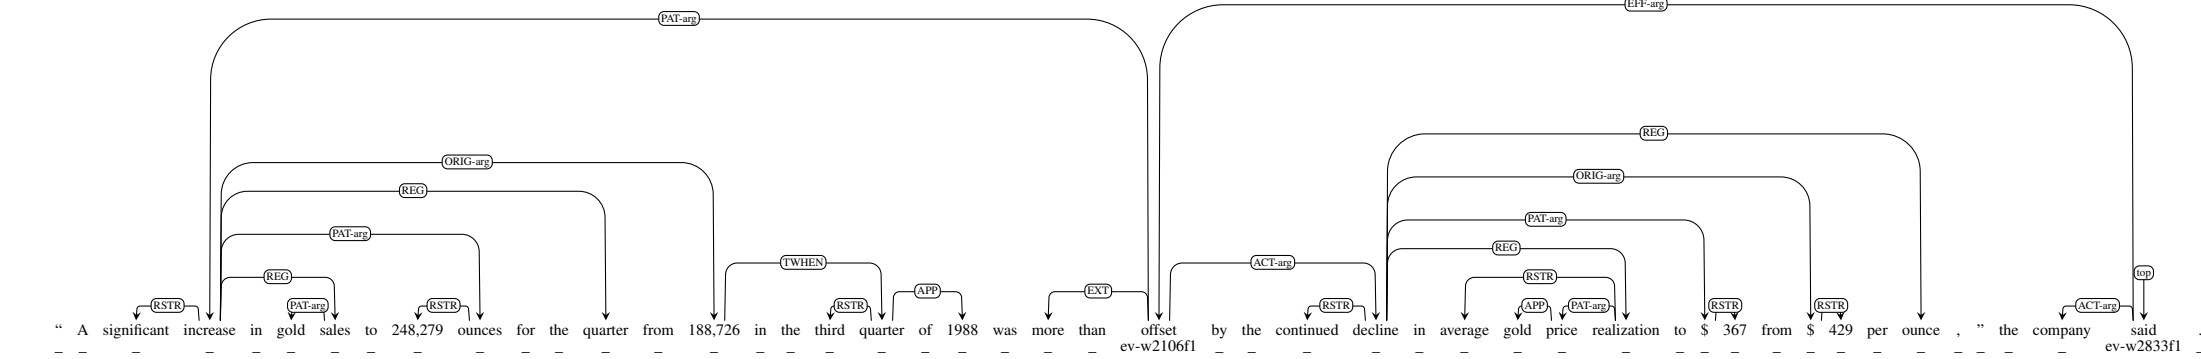 PAT-arg EFF-arg
REG
ORIG-arg ORIG-arg
REG
PAT-arg PAT-arg
REG
TWHEN ACT-arg top
REG RSTR
EXT APP
RSTR PAT-arg RSTR RSTR APP RSTR APP PAT-arg RSTR RSTR ACT-arg
“ A significant increase in gold sales to 248,279 ounces for the quarter from 188,726 in the third quarter of 1988 was more than offset by the continued decline in average gold price realization to $ 367 from $ 429 per ounce , ” the company said .
_ _ _ _ _ _ _ _ _ _ _ _ _ _ _ _ _ _ _ _ _ _ _ ev-w2106f1 _ _ _ _ _ _ _ _ _ _ _ _ _ _ _ _ _ _ _ _ _ ev-w2833f1 _